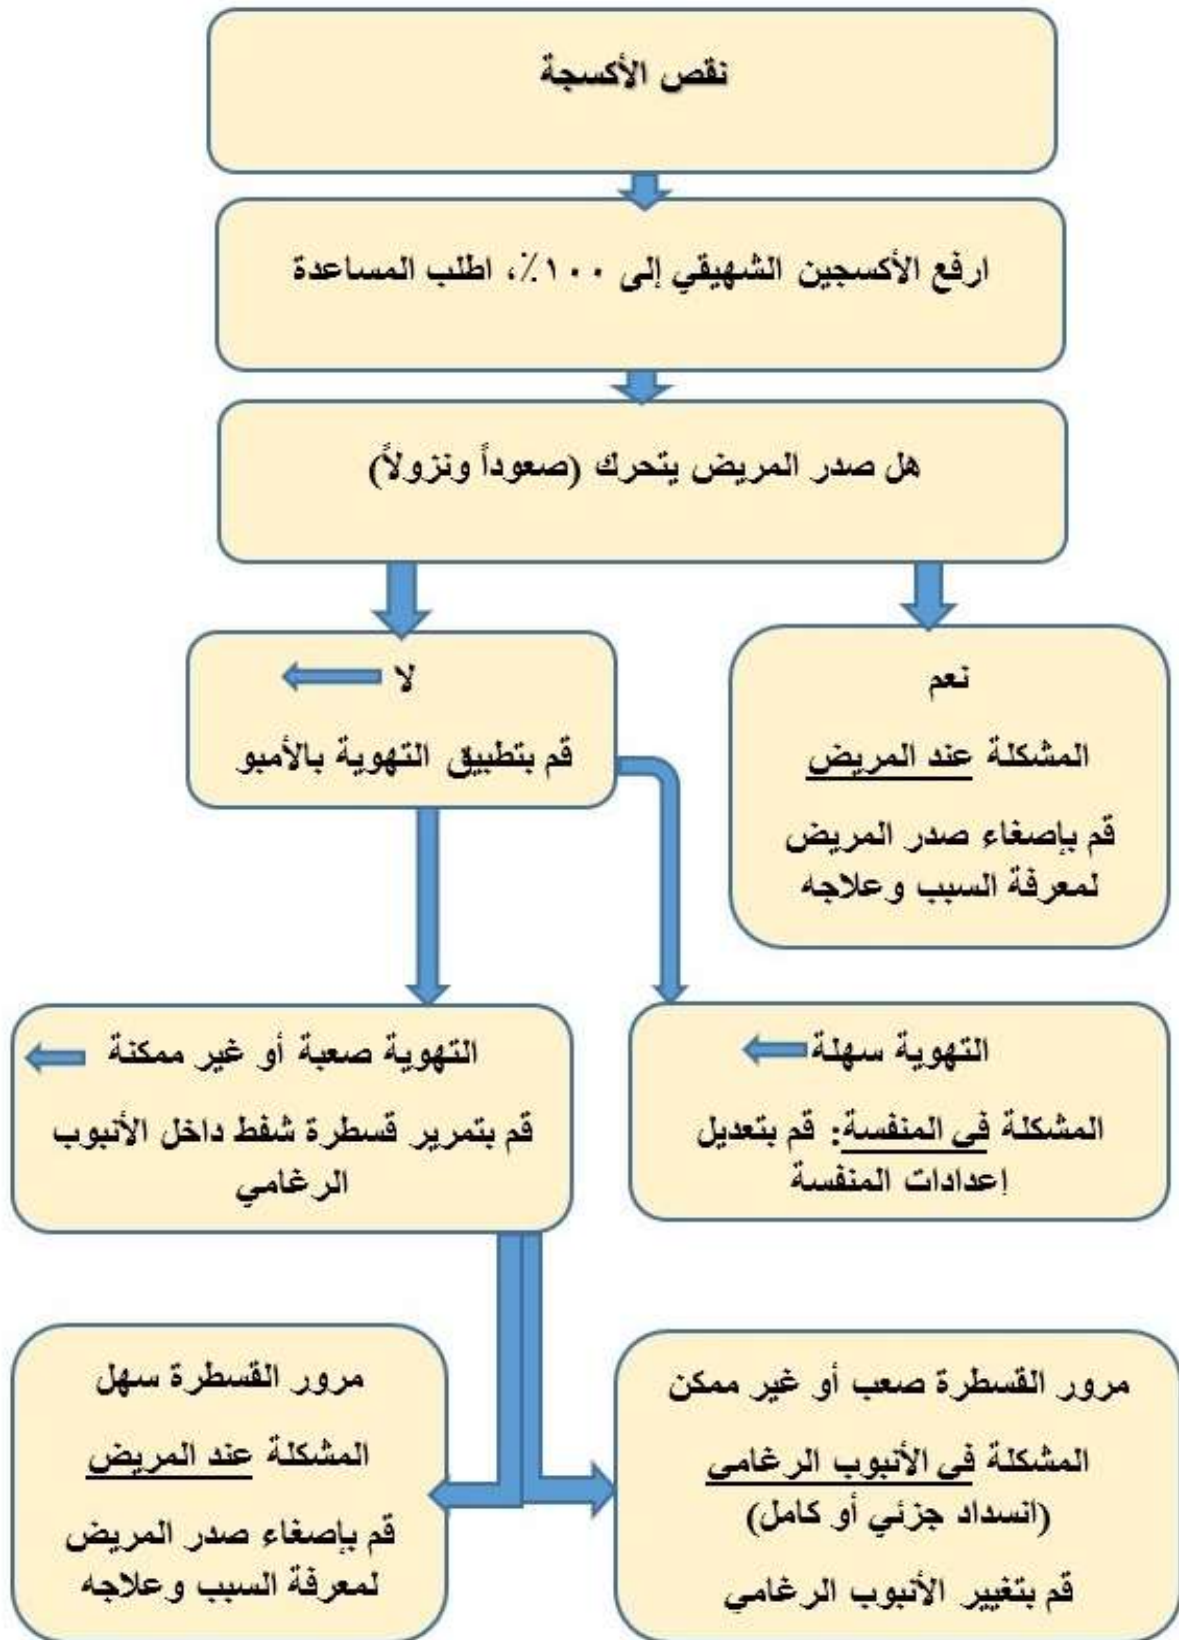 نقص الأكسجة
ارفع الأكسجين الشهيقي إلى ١٠٠٪، اطلب المساعدة
هل صدر المريض يتحرك (صعوداً ونزولاً)
نعم
المشكلة عند المريض
قم بإصغاء صدر المريض
لمعرفة السبب وعلاجه
لا
قم بتطبيق التهوية بالأمبو
التهوية سهلة
المشكلة في المنفسة: قم بتعديل
إعدادات المنفسة
التهوية صعبة أو غير ممكنة
قم بتمرير قسطرة شفط داخل الأنبوب
الرغامي
مرور القسطرة صعب أو غير ممكن
المشكلة في الأنبوب الرغامي
(انسداد جزئي أو كامل)
قم بتغيير الأنبوب الرغامي
مرور القسطرة سهل
المشكلة عند المريض
قم بإصغاء صدر المريض
لمعرفة السبب وعلاجه